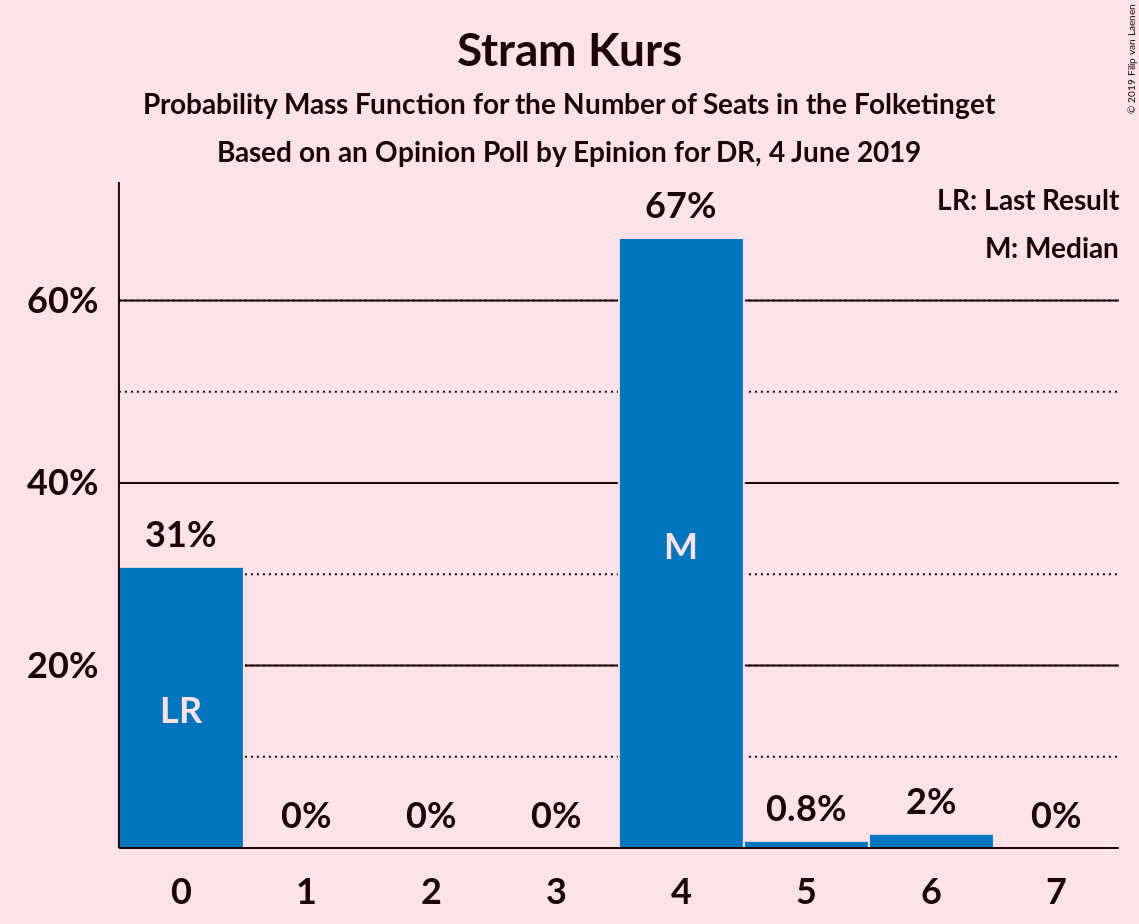 Stram Kurs
Probability Mass Function for the Number of Seats in the Folketinget
Based on an Opinion Poll by Epinion for DR, 4 June 2019
© 2019 Filip van Laenen
LR: Last Result
M: Median
60%
40%
20%
31%
0%
0%
0%
67%
0.8%
2%
0%
LR
M
0
1
2
3
4
5
6
7